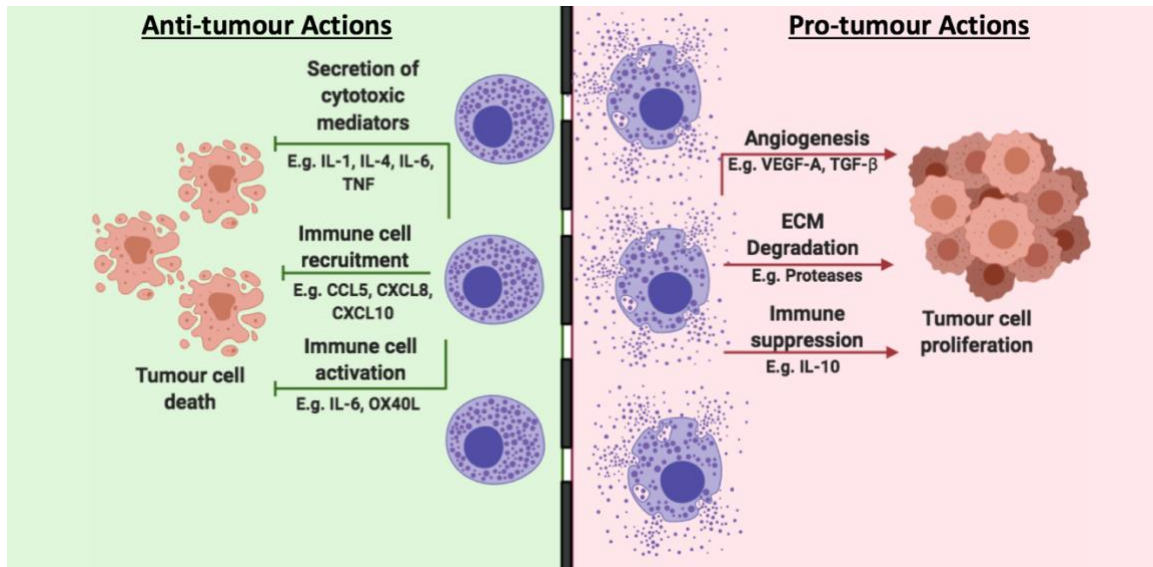 Anti-tumour Actions
Secretion of
cytotoxic
mediators
E.g. IL-1, IL-4, IL-6,
TNF
Immune cell
recruitment
E.g. CCL5, CXCL8,
CXCL10
Immune cell
activation
E.g. IL-6, OX40L
Tumour cell
death
Pro-tumour Actions
Angiogenesis
E.g. VEGF-A, TGF-β
ECM
Degradation
E.g. Proteases
Immune
suppression
E.g. IL-10
Tumour cell
proliferation